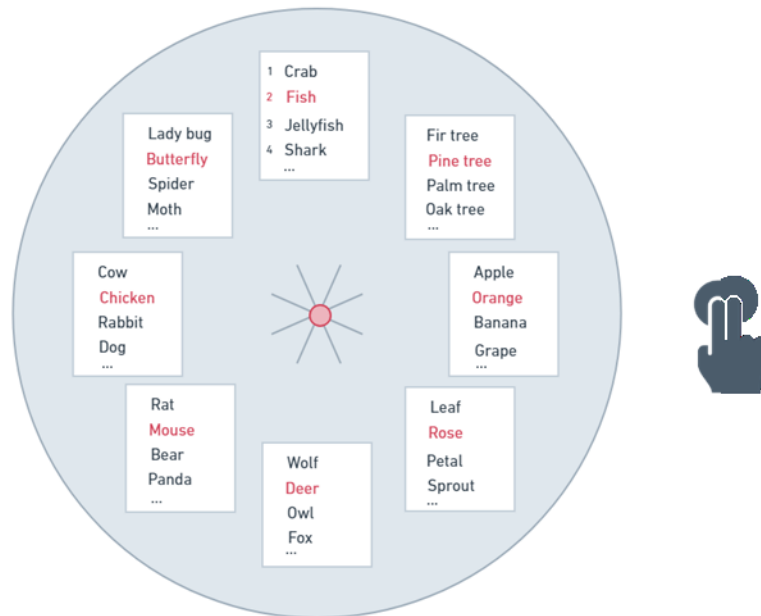 1 Crab
2 Fish
3 Jellyfish
4 Shark
...
Lady bug
Butterfly
Spider
Moth
...
Fir tree
Pine tree
Palm tree
Oak tree
...
Cow
Chicken
Rabbit
Dog
...
Apple
Orange
Banana
Grape
...
Rat
Mouse
Bear
Panda
...
Leaf
Rose
Petal
Sprout
...
Wolf
Deer
Owl
Fox
...